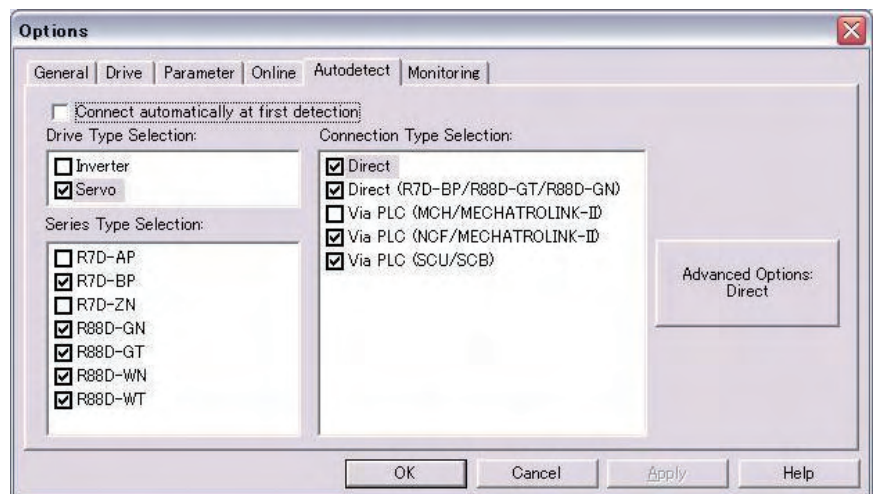 Options
General
Drive
Parameter
Online
Autodetect
Monitoring
Connect automatically at first detection
Drive Type Selection:
Inverter
Servo
Series Type Selection:
R7D-AP
R7D-BP
R7D-ZN
R88D-GN
R88D-GT
R88D-WN
R88D-WT
Connection Type Selection:
Direct
Direct (R7D-BP/R88D-GT/R88D-GN)
Via PLC (MCH/MECHATROLINK-II)
Via PLC (NCF/MECHATROLINK-II)
Via PLC (SCU/SCB)
Advanced Options:
Direct
OK
Cancel
Apply
Help